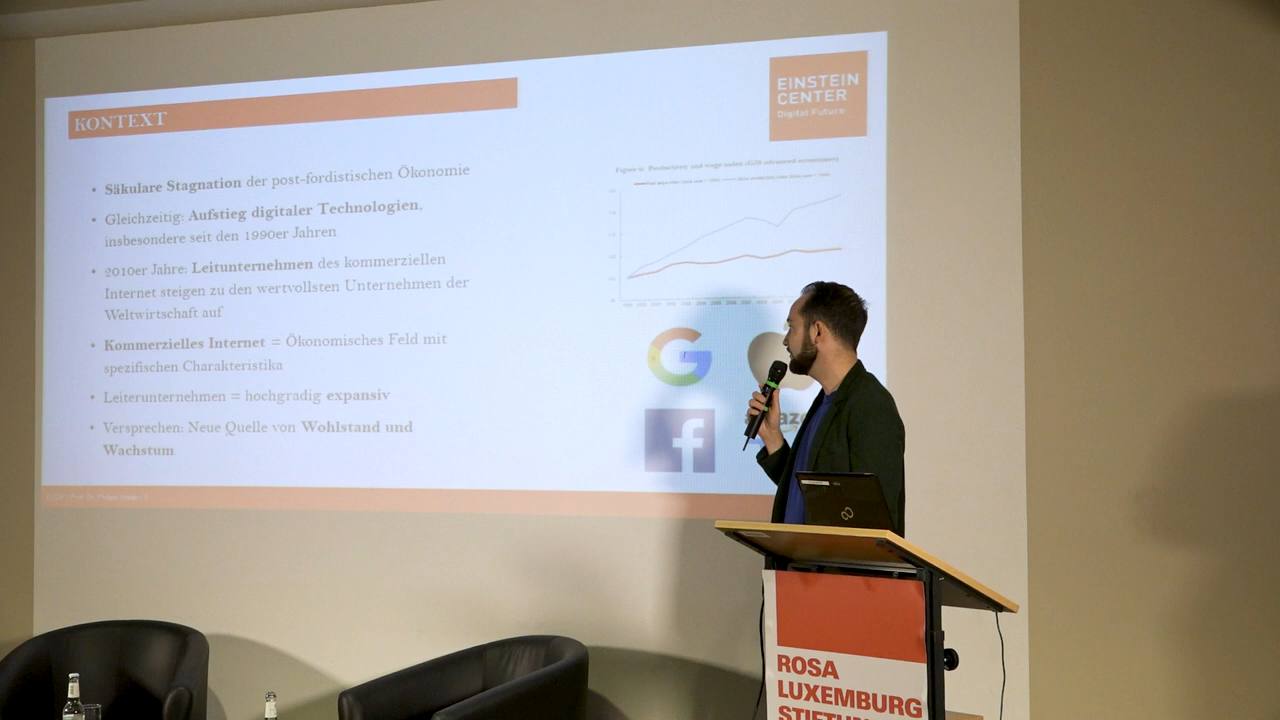 KONTEXT
EINSTEIN
CENTER
Digital Future
• Säkulare Stagnation der post-fordistischen Ökonomie
• Gleichzeitig: Aufstieg digitaler Technologien,
insbesondere seit den 1990er Jahren
• 2010er Jahre: Leitunternehmen des kommerziellen
Internet steigen zu den wertvollsten Unternehmen der
Weltwirtschaft auf
• Kommerzielles Internet = Ökonomisches Feld mit
spezifischen Charakteristika
• Leiterunternehmen = hochgradig expansiv
• Versprechen: Neue Quelle von Wohlstand und
Wachstum
ROSA
LUXEMBURG